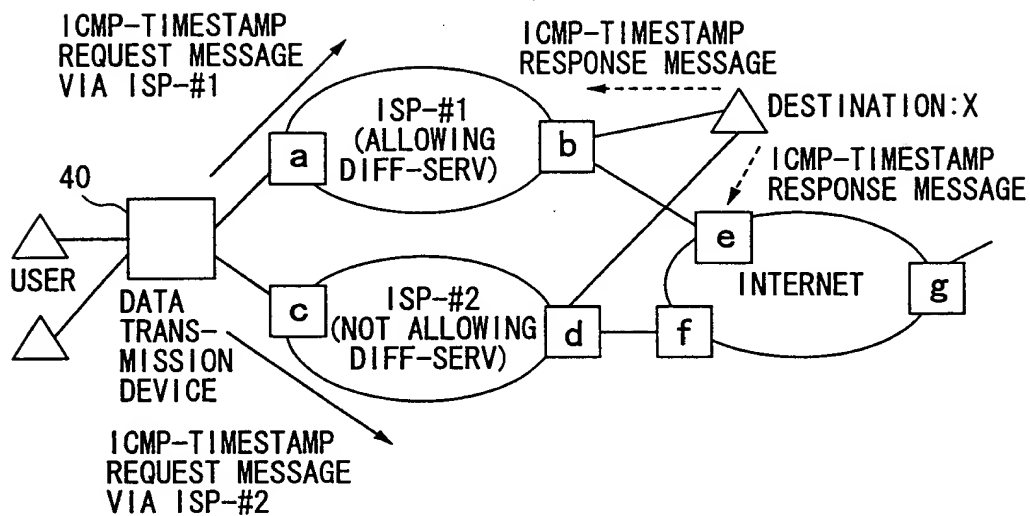 ICMP-TIMESTAMP
REQUEST MESSAGE
VIA ISP-#1
ICMP-TIMESTAMP
RESPONSE MESSAGE
ISP-#1
(ALLOWING
DIFF-SERV)
a
b
DESTINATION:X
ICMP-TIMESTAMP
RESPONSE MESSAGE
40
USER
DATA
TRANS-
MISSION
DEVICE
c
ISP-#2
(NOT ALLOWING
DIFF-SERV)
d
e
f
INTERNET
g
ICMP-TIMESTAMP
REQUEST MESSAGE
VIA ISP-#2